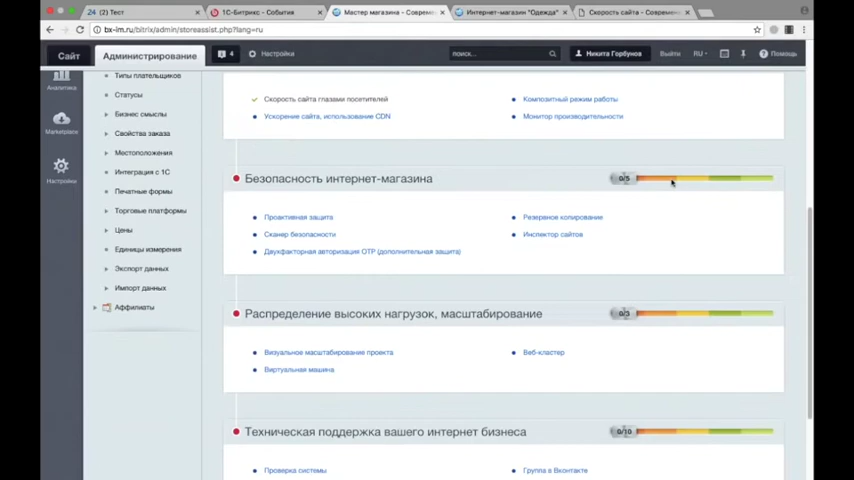 24 (2) Тест
1С-Битрикс - События
Мастер магазина - Совреме
Интернет-магазин "Одежда"
Скорость сайта - Современ
bx-im.ru/bitrix/admin/storeassist.php?lang=ru
Сайт
Администрирование
4
Настройки
поиск...
Никита Горбунов
Выйти
RU
Помощь
Аналитика
Marketplace
Настройки
Типы плательщиков
Статусы
Бизнес смыслы
Свойства заказа
Местоположения
Интеграция с 1С
Печатные формы
Торговые платформы
Цены
Единицы измерения
Экспорт данных
Импорт данных
Аффилиаты
Скорость сайта глазами посетителей
Композитный режим работы
Ускорение сайта, использование CDN
Монитор производительности
Безопасность интернет-магазина
0/5
Проактивная защита
Резервное копирование
Сканер безопасности
Инспектор сайтов
Двухфакторная авторизация OTP (дополнительная защита)
Распределение высоких нагрузок, масштабирование
0/3
Визуальное масштабирование проекта
Веб-кластер
Виртуальная машина
Техническая поддержка вашего интернет бизнеса
0/10
Проверка системы
Группа в Вконтакте